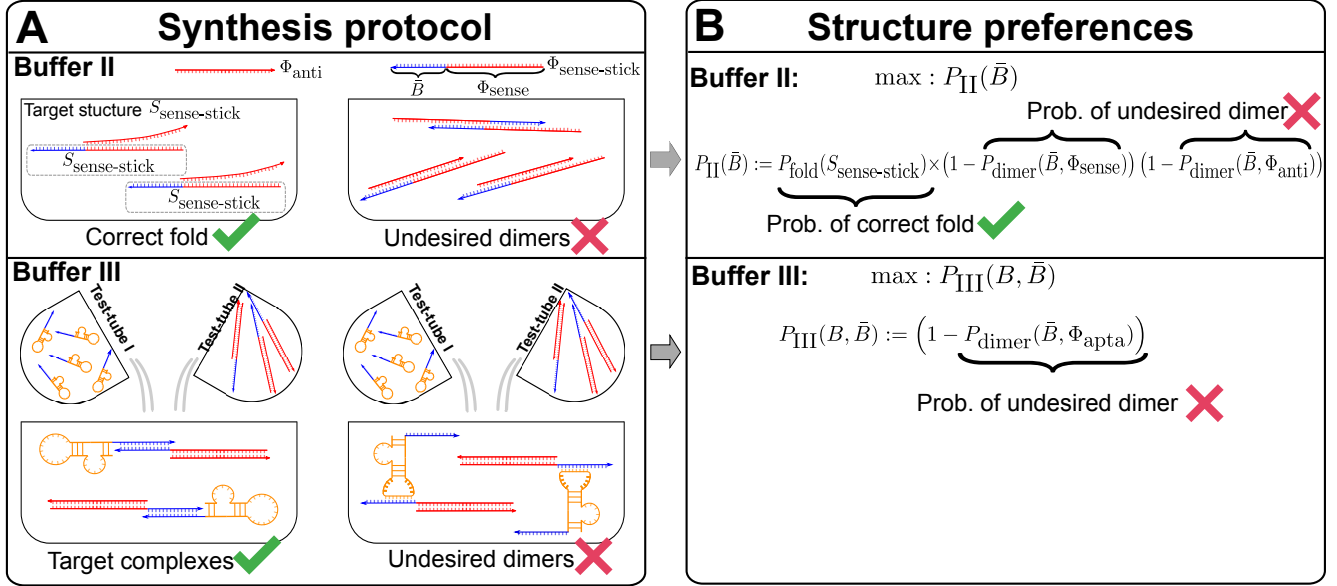 A Synthesis protocol
Buffer II
Φanti
Φsense-stick
B̄
Φsense
Target stucture Ssense-stick
Ssense-stick
Ssense-stick
Correct fold
Undesired dimers
Buffer III
Test-tube I
Test-tube II
Test-tube I
Test-tube II
Target complexes
Undesired dimers
B Structure preferences
Buffer II: max : PII(B̄)
Prob. of undesired dimer
PII(B̄) := Pfold(Ssense-stick)×(1−Pdimer(B̄, Φsense)) (1−Pdimer(B̄, Φanti))
Prob. of correct fold
Buffer III: max : PIII(B, B̄)
PIII(B, B̄) := (1 − Pdimer(B̄, Φapta))
Prob. of undesired dimer